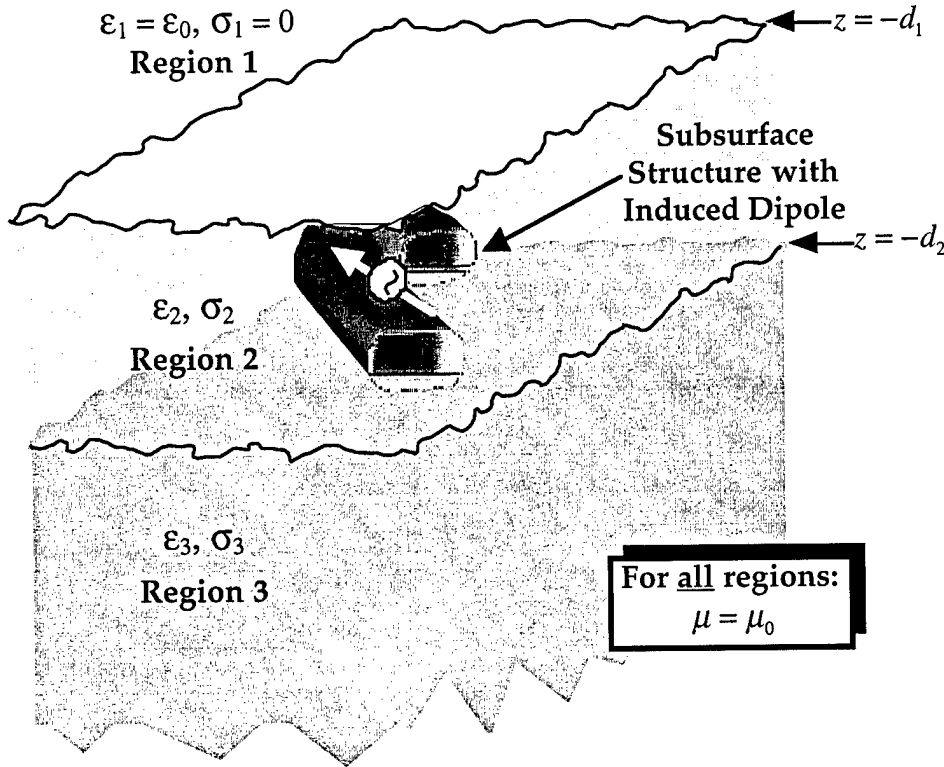 ε₁ = ε₀, σ₁ = 0
Region 1
z = −d₁
Subsurface
Structure with
Induced Dipole
z = −d₂
ε₂, σ₂
Region 2
ε₃, σ₃
Region 3
For all regions:
μ = μ₀